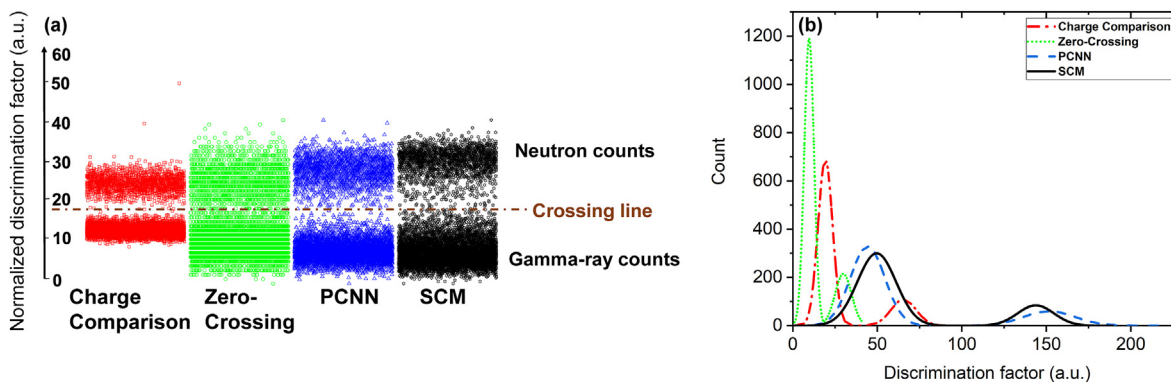 (a)
Normalized discrimination factor (a.u.)
60
50
40
30
20
10
0
Neutron counts
Crossing line
Gamma-ray counts
Charge
Comparison
Zero-
Crossing
PCNN
SCM
(b)
Count
1200
1000
800
600
400
200
0
0
50
100
150
200
Discrimination factor (a.u.)
Charge Comparison
Zero-Crossing
PCNN
SCM